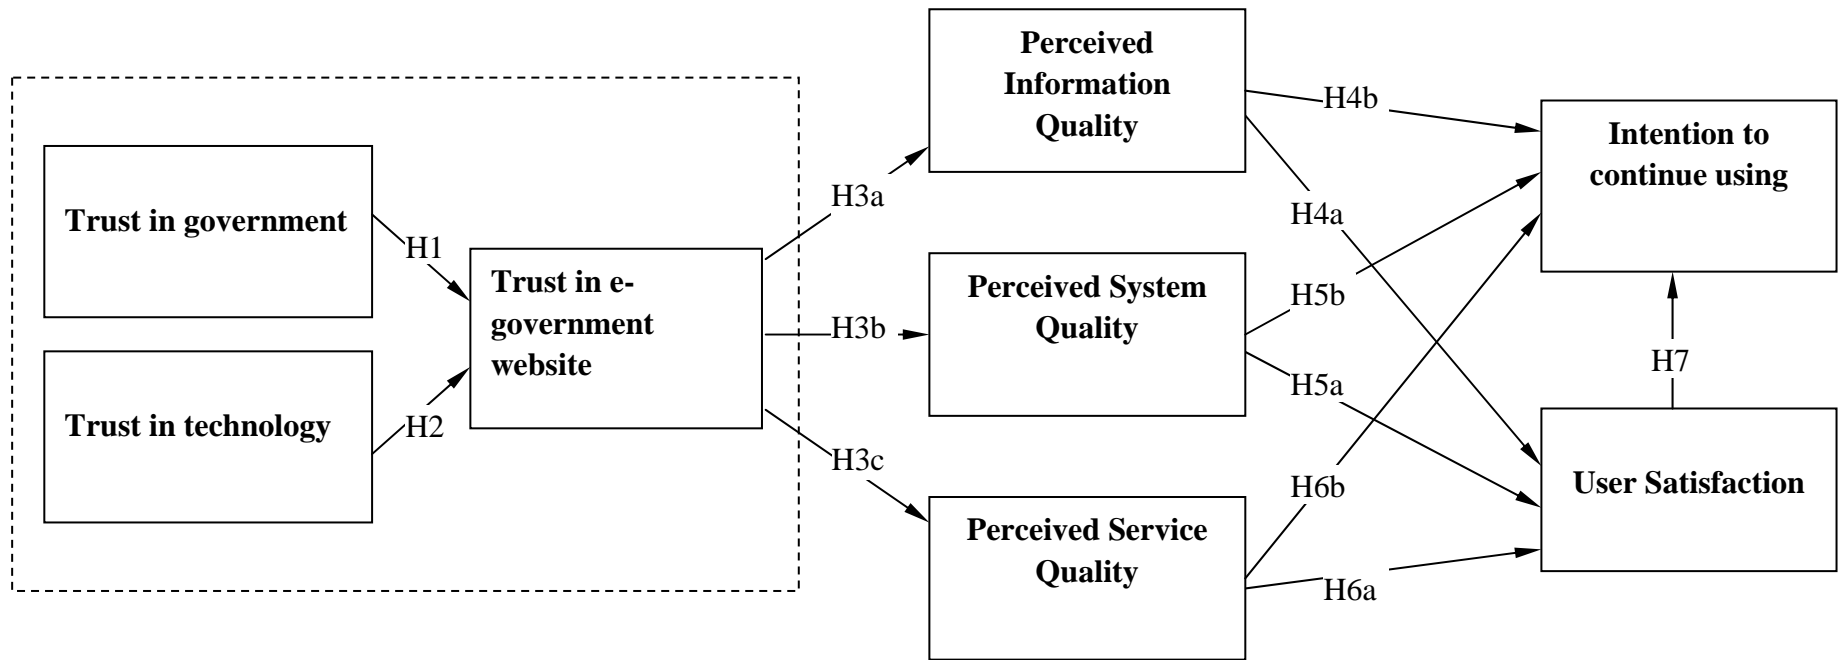 Trust in government
Trust in technology
H1
H2
Trust in e-
government
website
H3a
H3b
H3c
Perceived
Information
Quality
Perceived System
Quality
Perceived Service
Quality
H4b
H4a
H5b
H5a
H6b
H6a
Intention to
continue using
H7
User Satisfaction